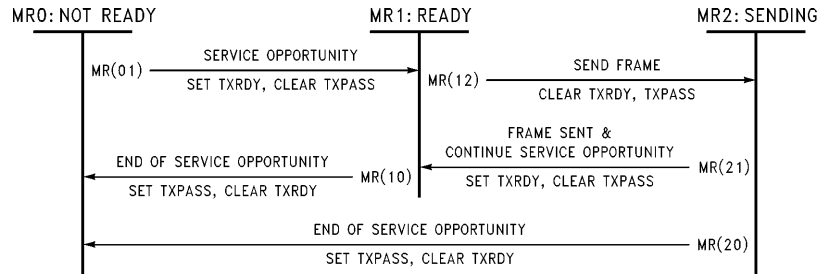 MR0: NOT READY
MR1: READY
MR2: SENDING
SERVICE OPPORTUNITY
MR(01)
SET TXRDY, CLEAR TXPASS
SEND FRAME
MR(12)
CLEAR TXRDY, TXPASS
FRAME SENT &
CONTINUE SERVICE OPPORTUNITY
MR(21)
SET TXRDY, CLEAR TXPASS
END OF SERVICE OPPORTUNITY
MR(10)
SET TXPASS, CLEAR TXRDY
END OF SERVICE OPPORTUNITY
MR(20)
SET TXPASS, CLEAR TXRDY